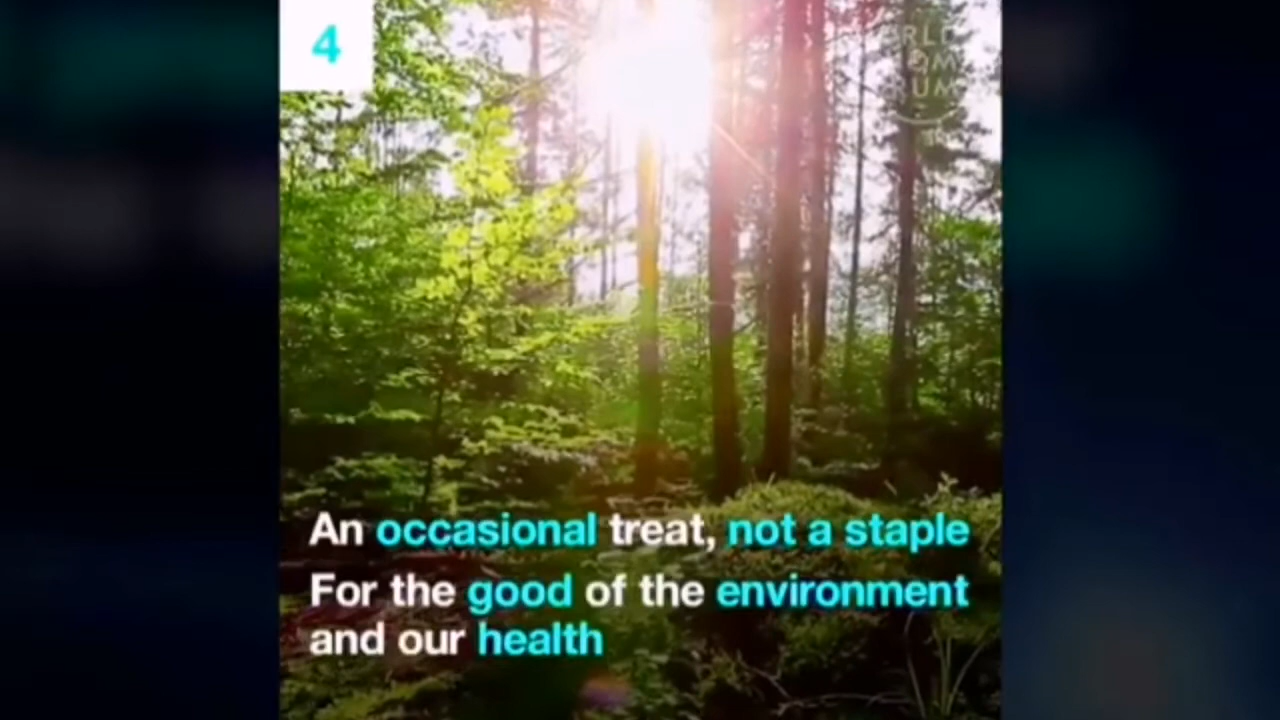 4
An occasional treat, not a staple
For the good of the environment
and our health